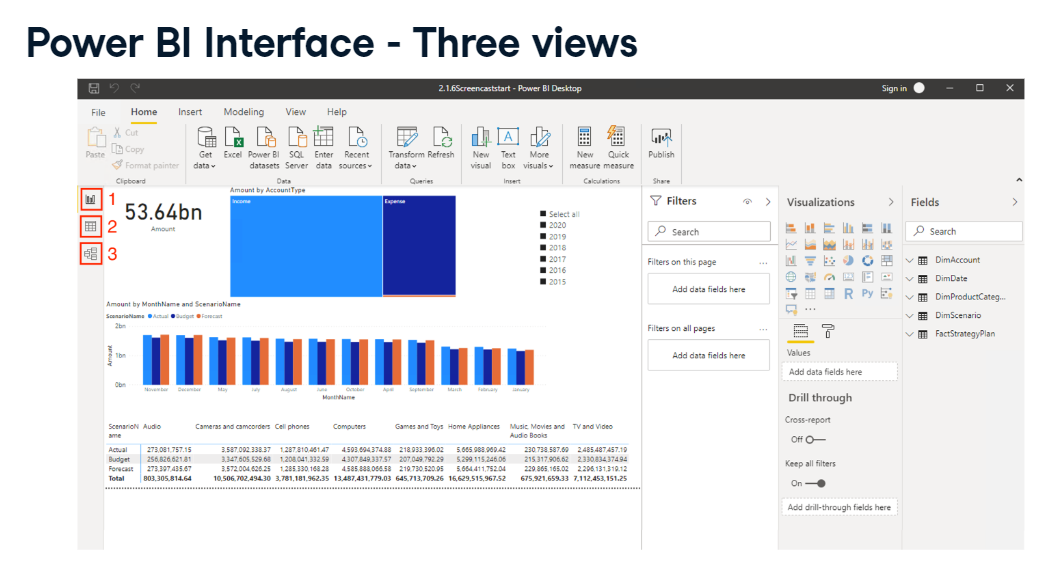 Power BI Interface - Three views
2.1.6Screencaststart - Power BI Desktop
Sign in
File Home Insert Modeling View Help
Paste
Cut
Copy
Format painter
Get data
Excel
Power BI datasets
SQL Server
Enter data
Recent sources
Transform data
Refresh
New visual
Text box
More visuals
New measure
Quick measure
Publish
Clipboard Data Queries Insert Calculations Share
1
2
3
53.64bn
Amount
Amount by AccountType
Income Expense
Select all
2020
2019
2018
2017
2016
2015
Amount by MonthName and ScenarioName
ScenarioName Actual Budget Forecast
2bn
1bn
0bn
Amount
November December May July August June October April September March February January
MonthName
ScenarioName Audio Cameras and camcorders Cell phones Computers Games and Toys Home Appliances Music, Movies and Audio Books TV and Video
Actual 273,081,757.15 3,587,092,338.37 1,287,810,461.47 4,593,694,374.88 218,933,396.02 5,665,988,969.42 230,738,587.69 2,485,487,457.19
Budget 256,826,621.81 3,347,605,529.68 1,208,041,332.59 4,307,849,337.57 207,049,792.29 5,299,115,246.06 215,317,906.62 2,330,834,374.94
Forecast 273,397,435.67 3,572,004,626.25 1,285,330,168.28 4,585,888,066.58 219,730,520.95 5,664,411,752.04 229,865,165.02 2,296,131,319.12
Total 803,305,814.64 10,506,702,494.30 3,781,181,962.35 13,487,431,779.03 645,713,709.26 16,629,515,967.52 675,921,659.33 7,112,453,151.25
Filters
Search
Filters on this page
Add data fields here
Filters on all pages
Add data fields here
Visualizations
R Py
Values
Add data fields here
Drill through
Cross-report
Off
Keep all filters
On
Add drill-through fields here
Fields
Search
DimAccount
DimDate
DimProductCateg...
DimScenario
FactStrategyPlan